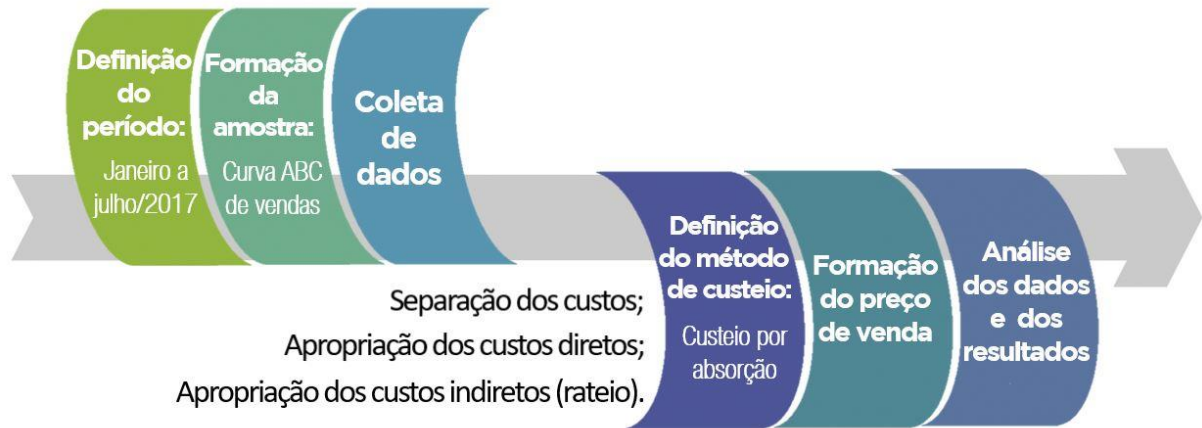 Definição
do
período:
Janeiro a
julho/2017
Formação
da
amostra:
Curva ABC
de vendas
Coleta
de
dados
Separação dos custos;
Apropriação dos custos diretos;
Apropriação dos custos indiretos (rateio).
Definição
do método
de custeio:
Custeio por
absorção
Formação
do preço
de venda
Análise
dos dados
e dos
resultados